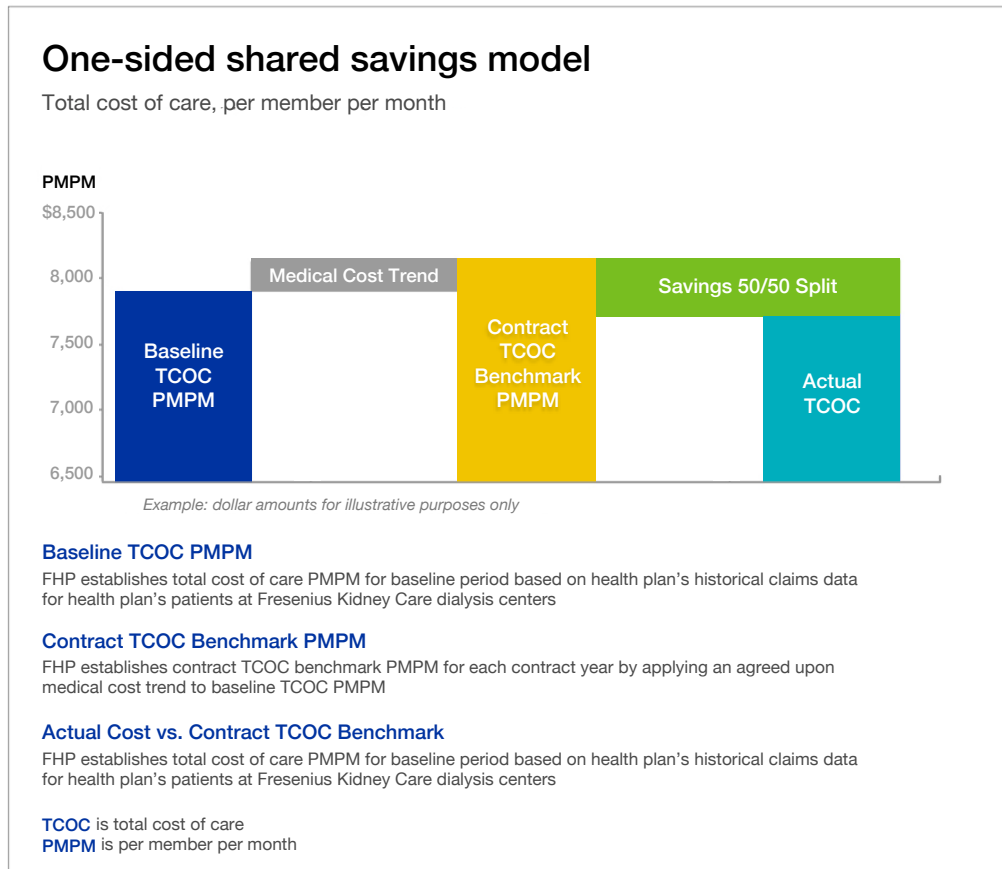 One-sided shared savings model
Total cost of care, per member per month
PMPM
$8,500
8,000
7,500
7,000
6,500
Baseline
TCOC
PMPM
Medical Cost Trend
Contract
TCOC
Benchmark
PMPM
Savings 50/50 Split
Actual
TCOC
Example: dollar amounts for illustrative purposes only
Baseline TCOC PMPM
FHP establishes total cost of care PMPM for baseline period based on health plan's historical claims data
for health plan's patients at Fresenius Kidney Care dialysis centers
Contract TCOC Benchmark PMPM
FHP establishes contract TCOC benchmark PMPM for each contract year by applying an agreed upon
medical cost trend to baseline TCOC PMPM
Actual Cost vs. Contract TCOC Benchmark
FHP establishes total cost of care PMPM for baseline period based on health plan's historical claims data
for health plan's patients at Fresenius Kidney Care dialysis centers
TCOC is total cost of care
PMPM is per member per month